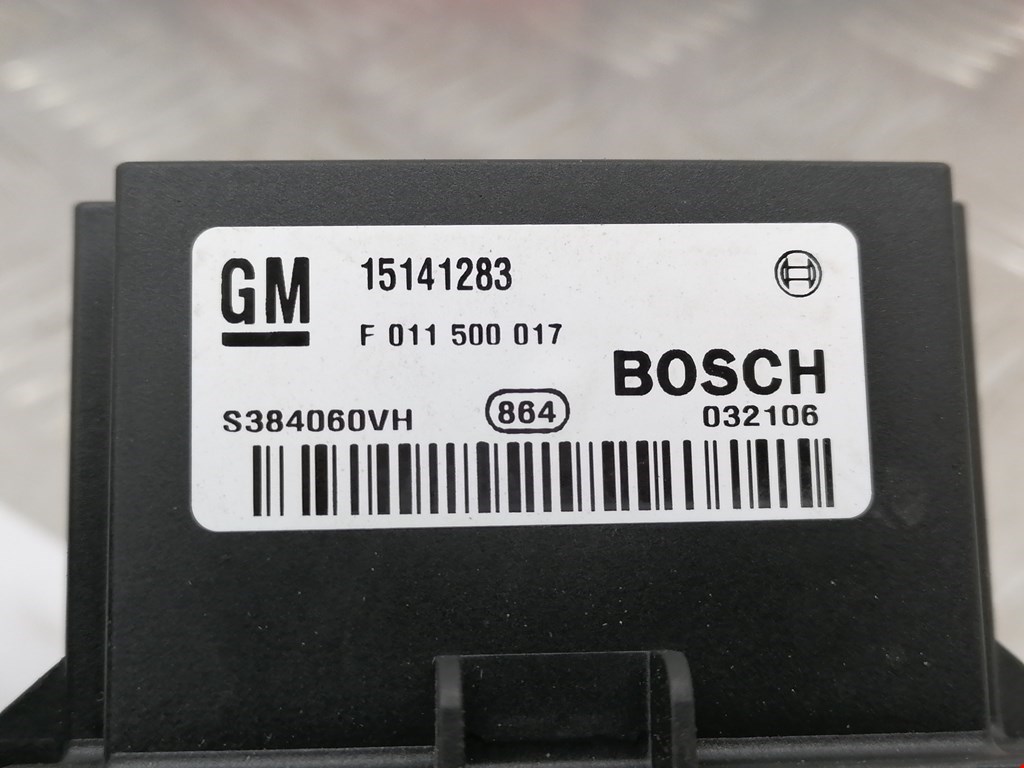 GM 15141283
F 011 500 017
BOSCH
S384060VH 864 032106